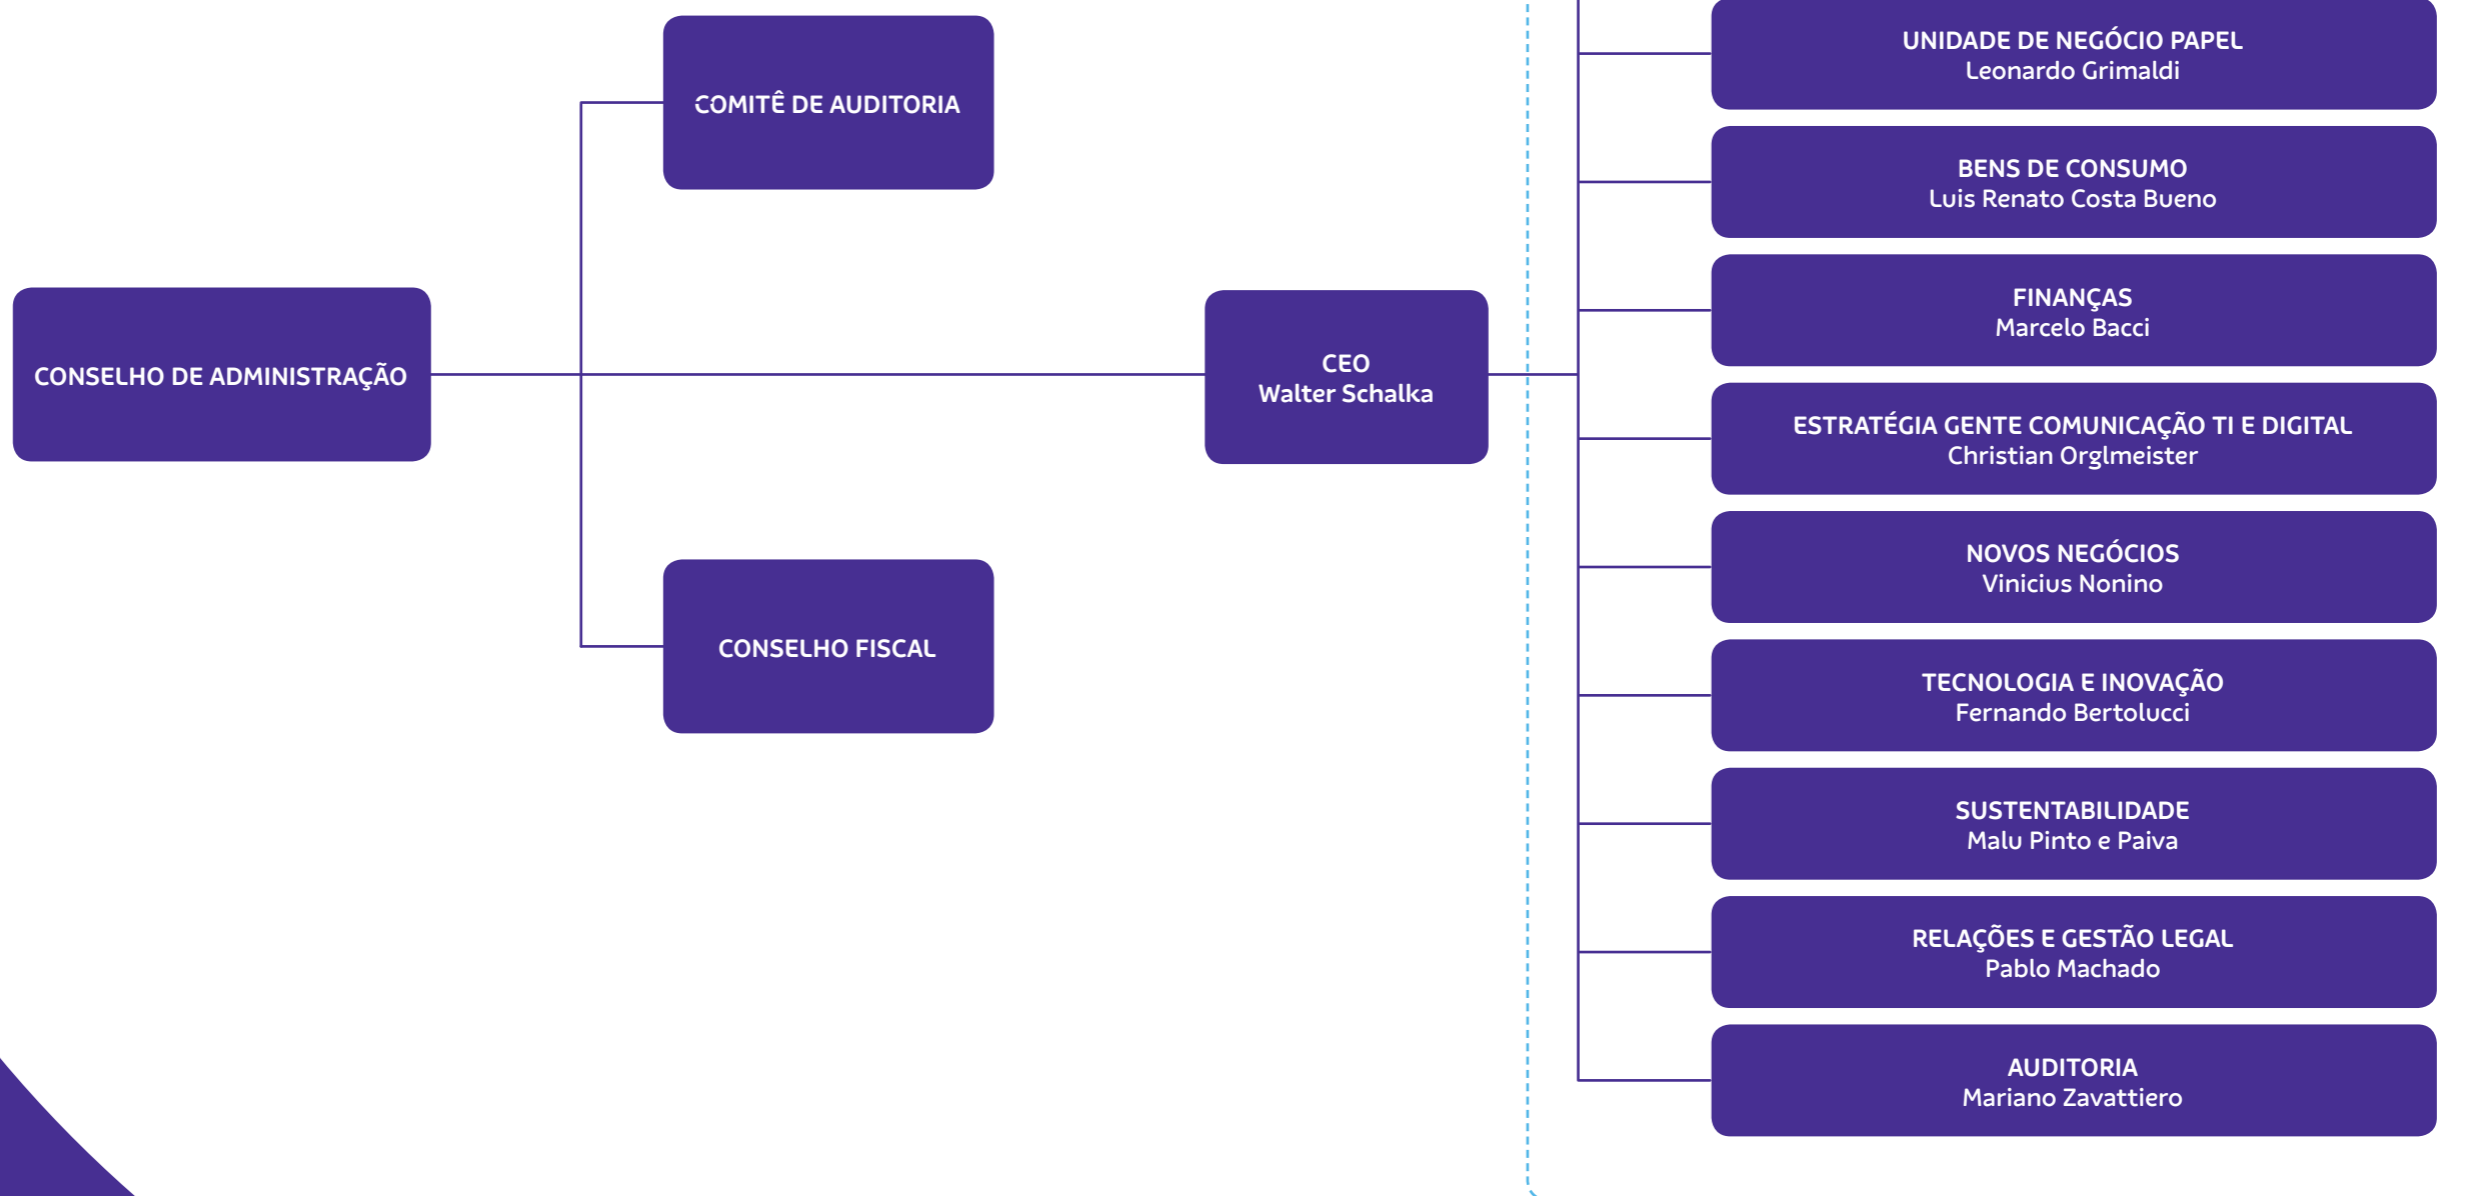 CONSELHO DE ADMINISTRAÇÃO
COMITÊ DE AUDITORIA
CONSELHO FISCAL
CEO
Walter Schalka
UNIDADE DE NEGÓCIO PAPEL
Leonardo Grimaldi
BENS DE CONSUMO
Luis Renato Costa Bueno
FINANÇAS
Marcelo Bacci
ESTRATÉGIA GENTE COMUNICAÇÃO TI E DIGITAL
Christian Orglmeister
NOVOS NEGÓCIOS
Vinicius Nonino
TECNOLOGIA E INOVAÇÃO
Fernando Bertolucci
SUSTENTABILIDADE
Malu Pinto e Paiva
RELAÇÕES E GESTÃO LEGAL
Pablo Machado
AUDITORIA
Mariano Zavattiero